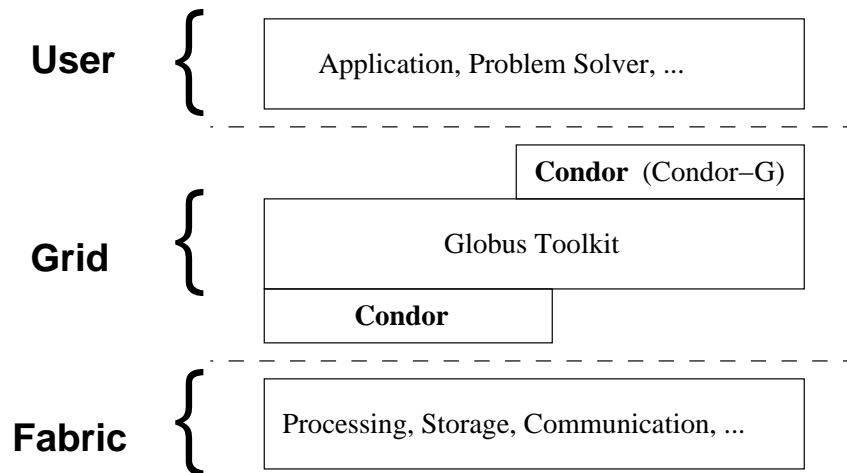 User
Application, Problem Solver, ...
Condor (Condor−G)
Grid
Globus Toolkit
Condor
Fabric
Processing, Storage, Communication, ...